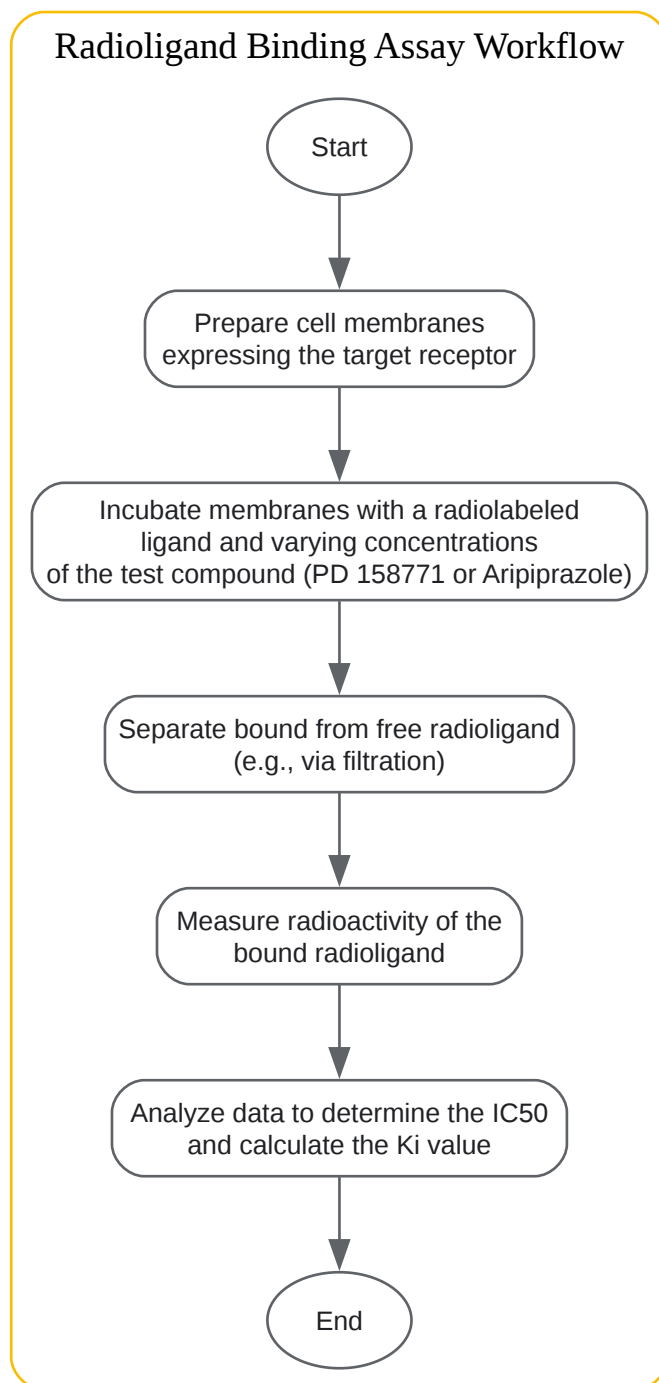 Radioligand Binding Assay Workflow
Start
Prepare cell membranes
expressing the target receptor
Incubate membranes with a radiolabeled
ligand and varying concentrations
of the test compound (PD 158771 or Aripiprazole)
Separate bound from free radioligand
(e.g., via filtration)
Measure radioactivity of the
bound radioligand
Analyze data to determine the IC50
and calculate the Ki value
End